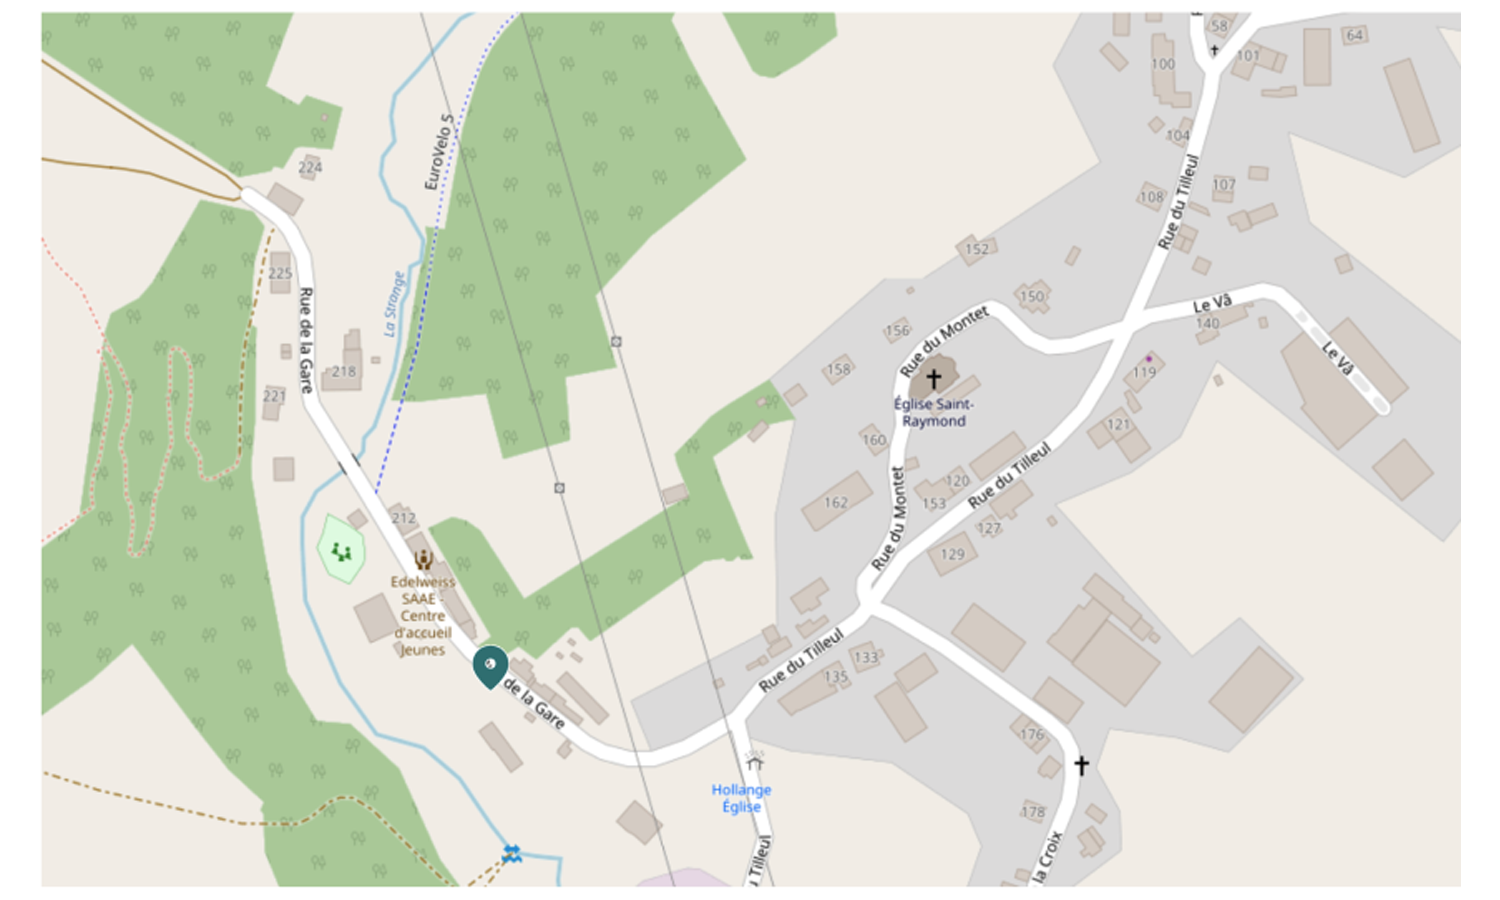 58
64
100
101
104
EuroVelo 5
224
Rue du Tilleul
107
108
152
225
La Strange
150
Le Vâ
Rue de la Gare
156
Rue du Montet
140
Le Vâ
158
218
119
221
Église Saint-
Raymond
121
160
Rue du Tilleul
120
162
153
212
Rue du Montet
127
129
Edelweiss
SAAE -
Centre
d'accueil
Jeunes
Rue du Tilleul
133
135
de la Gare
176
Hollange
Église
178
Tilleul
la Croix